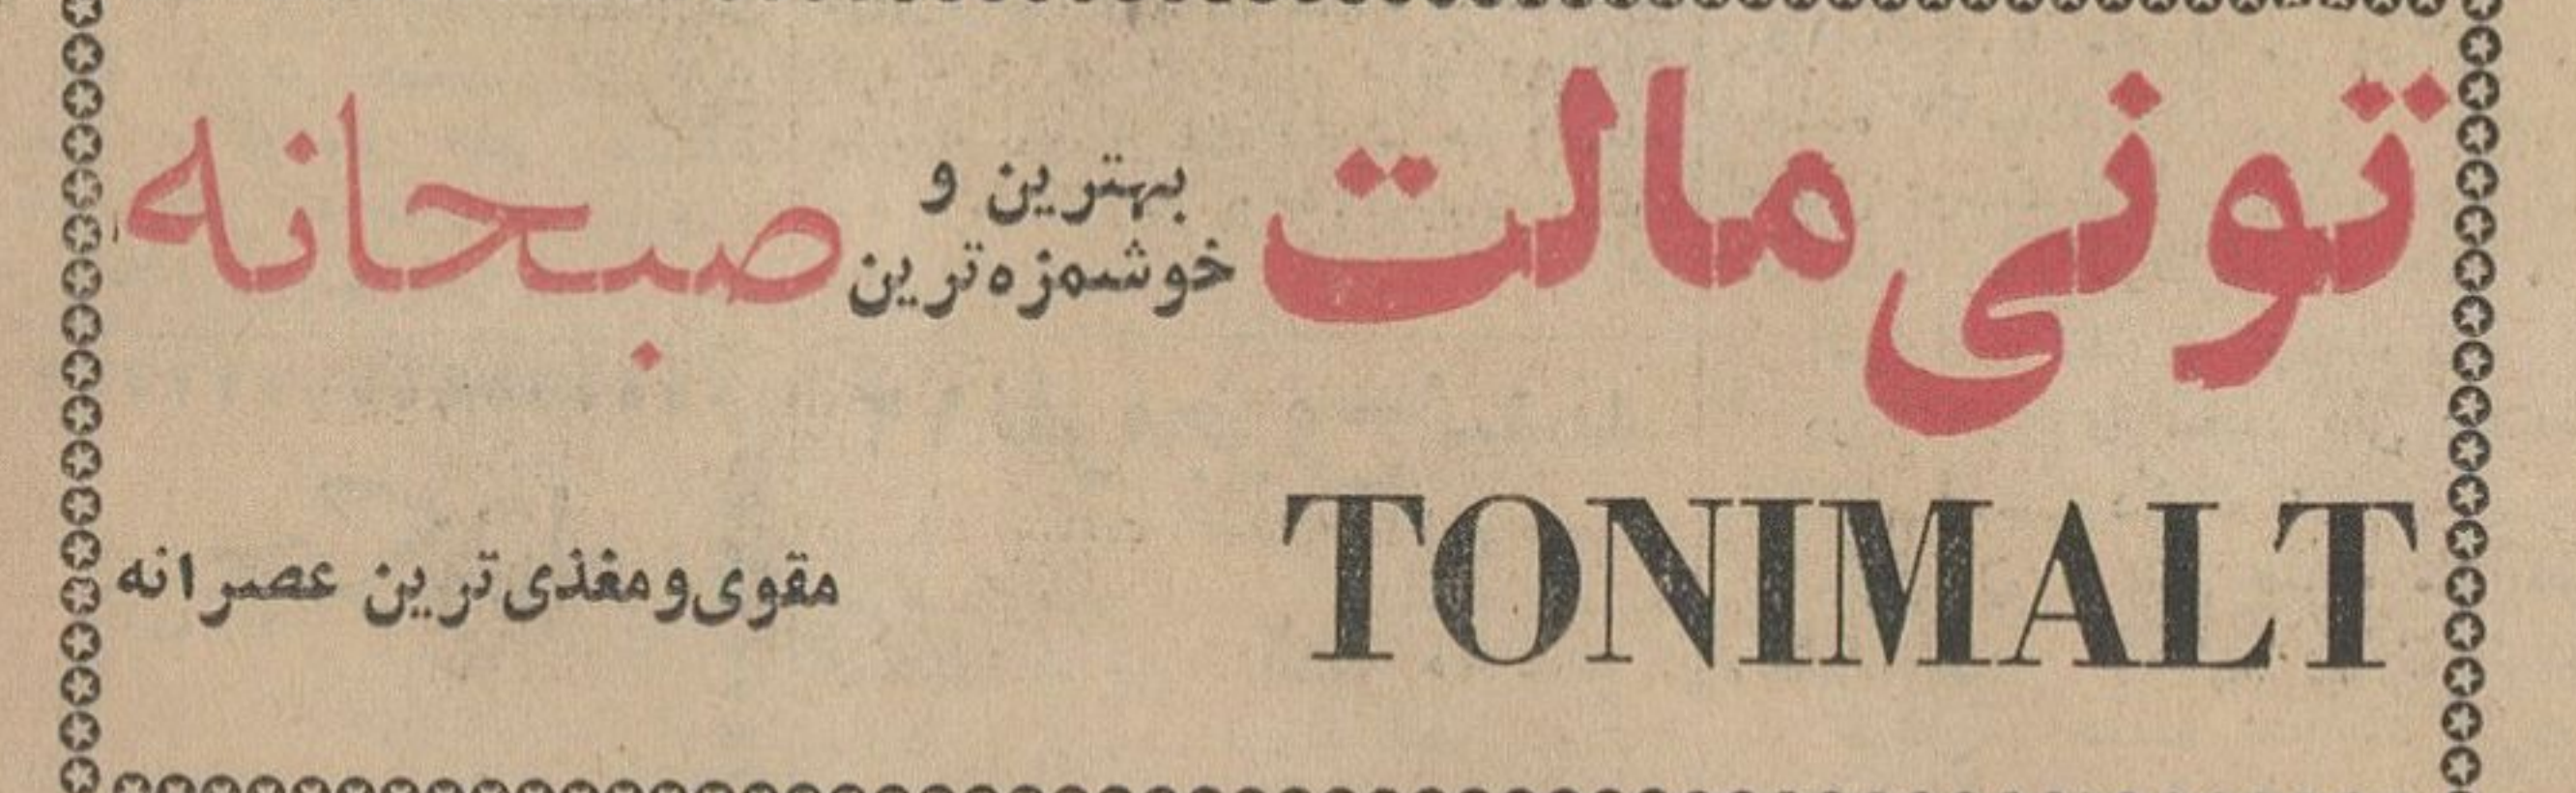 تونی مالت
بهترین و
خوشمزه‌ترین
صبحانه
TONIMALT
مقوی و مغذی‌ترین عصرانه